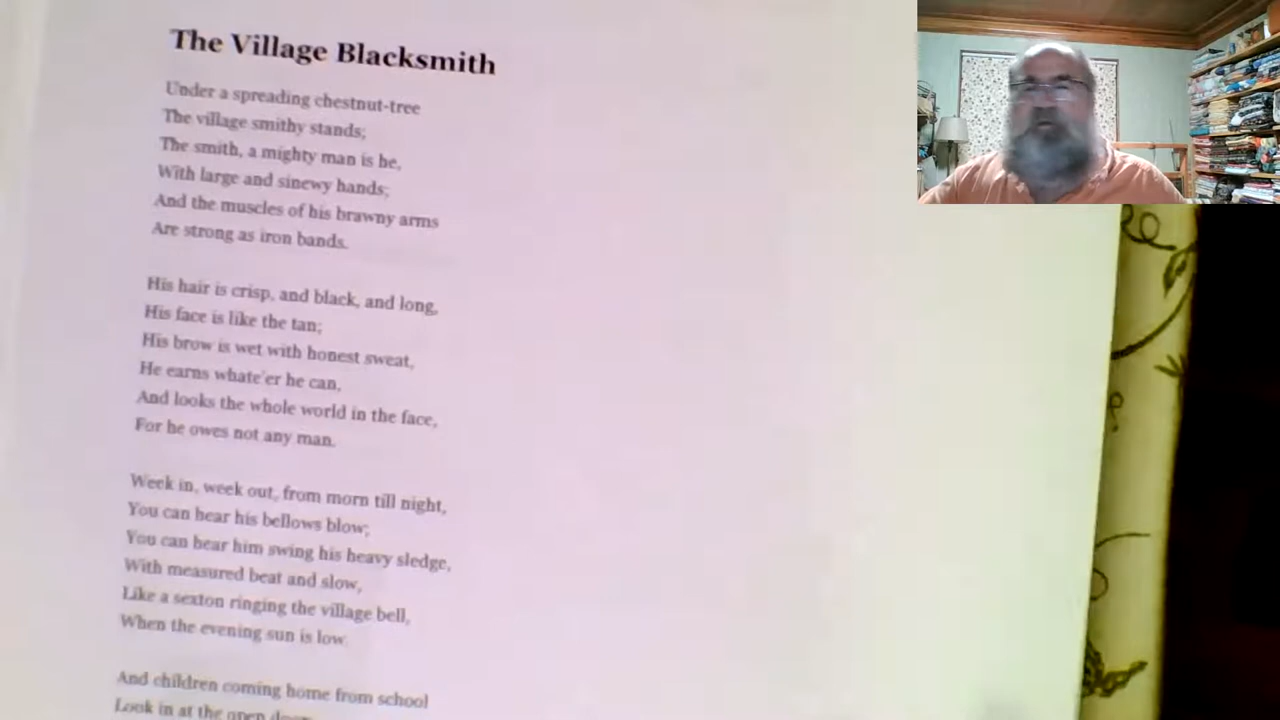 The Village Blacksmith
Under a spreading chestnut-tree
The village smithy stands;
The smith, a mighty man is he,
With large and sinewy hands;
And the muscles of his brawny arms
Are strong as iron bands.
His hair is crisp, and black, and long,
His face is like the tan;
His brow is wet with honest sweat,
He earns whate'er he can,
And looks the whole world in the face,
For he owes not any man.
Week in, week out, from morn till night,
You can hear his bellows blow;
You can hear him swing his heavy sledge,
With measured beat and slow,
Like a sexton ringing the village bell,
When the evening sun is low.
And children coming home from school
Look in at the open